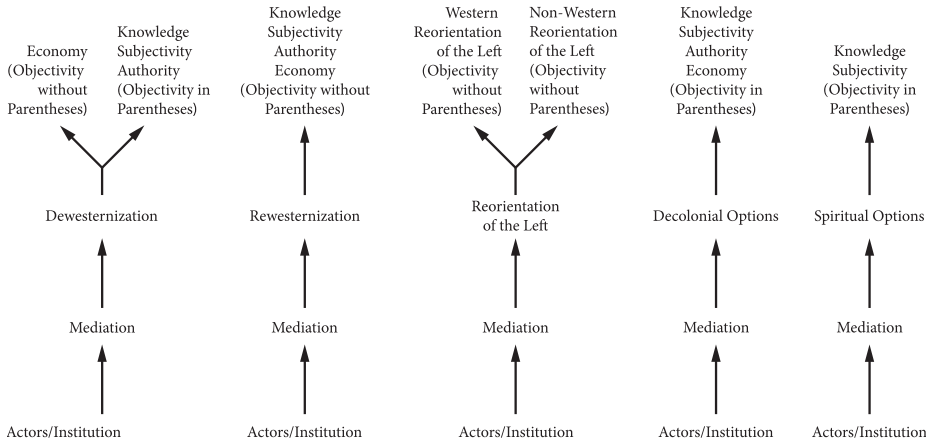 Economy
(Objectivity
without
Parentheses)
Knowledge
Subjectivity
Authority
(Objectivity in
Parentheses)
Knowledge
Subjectivity
Authority
Economy
(Objectivity without
Parentheses)
Western
Reorientation
of the Left
(Objectivity
without
Parentheses)
Non-Western
Reorientation
of the Left
(Objectivity
without
Parentheses)
Knowledge
Subjectivity
Authority
Economy
(Objectivity in
Parentheses)
Knowledge
Subjectivity
(Objectivity in
Parentheses)
Dewesternization
Rewesternization
Reorientation
of the Left
Decolonial Options
Spiritual Options
Mediation
Mediation
Mediation
Mediation
Mediation
Actors/Institution
Actors/Institution
Actors/Institution
Actors/Institution
Actors/Institution